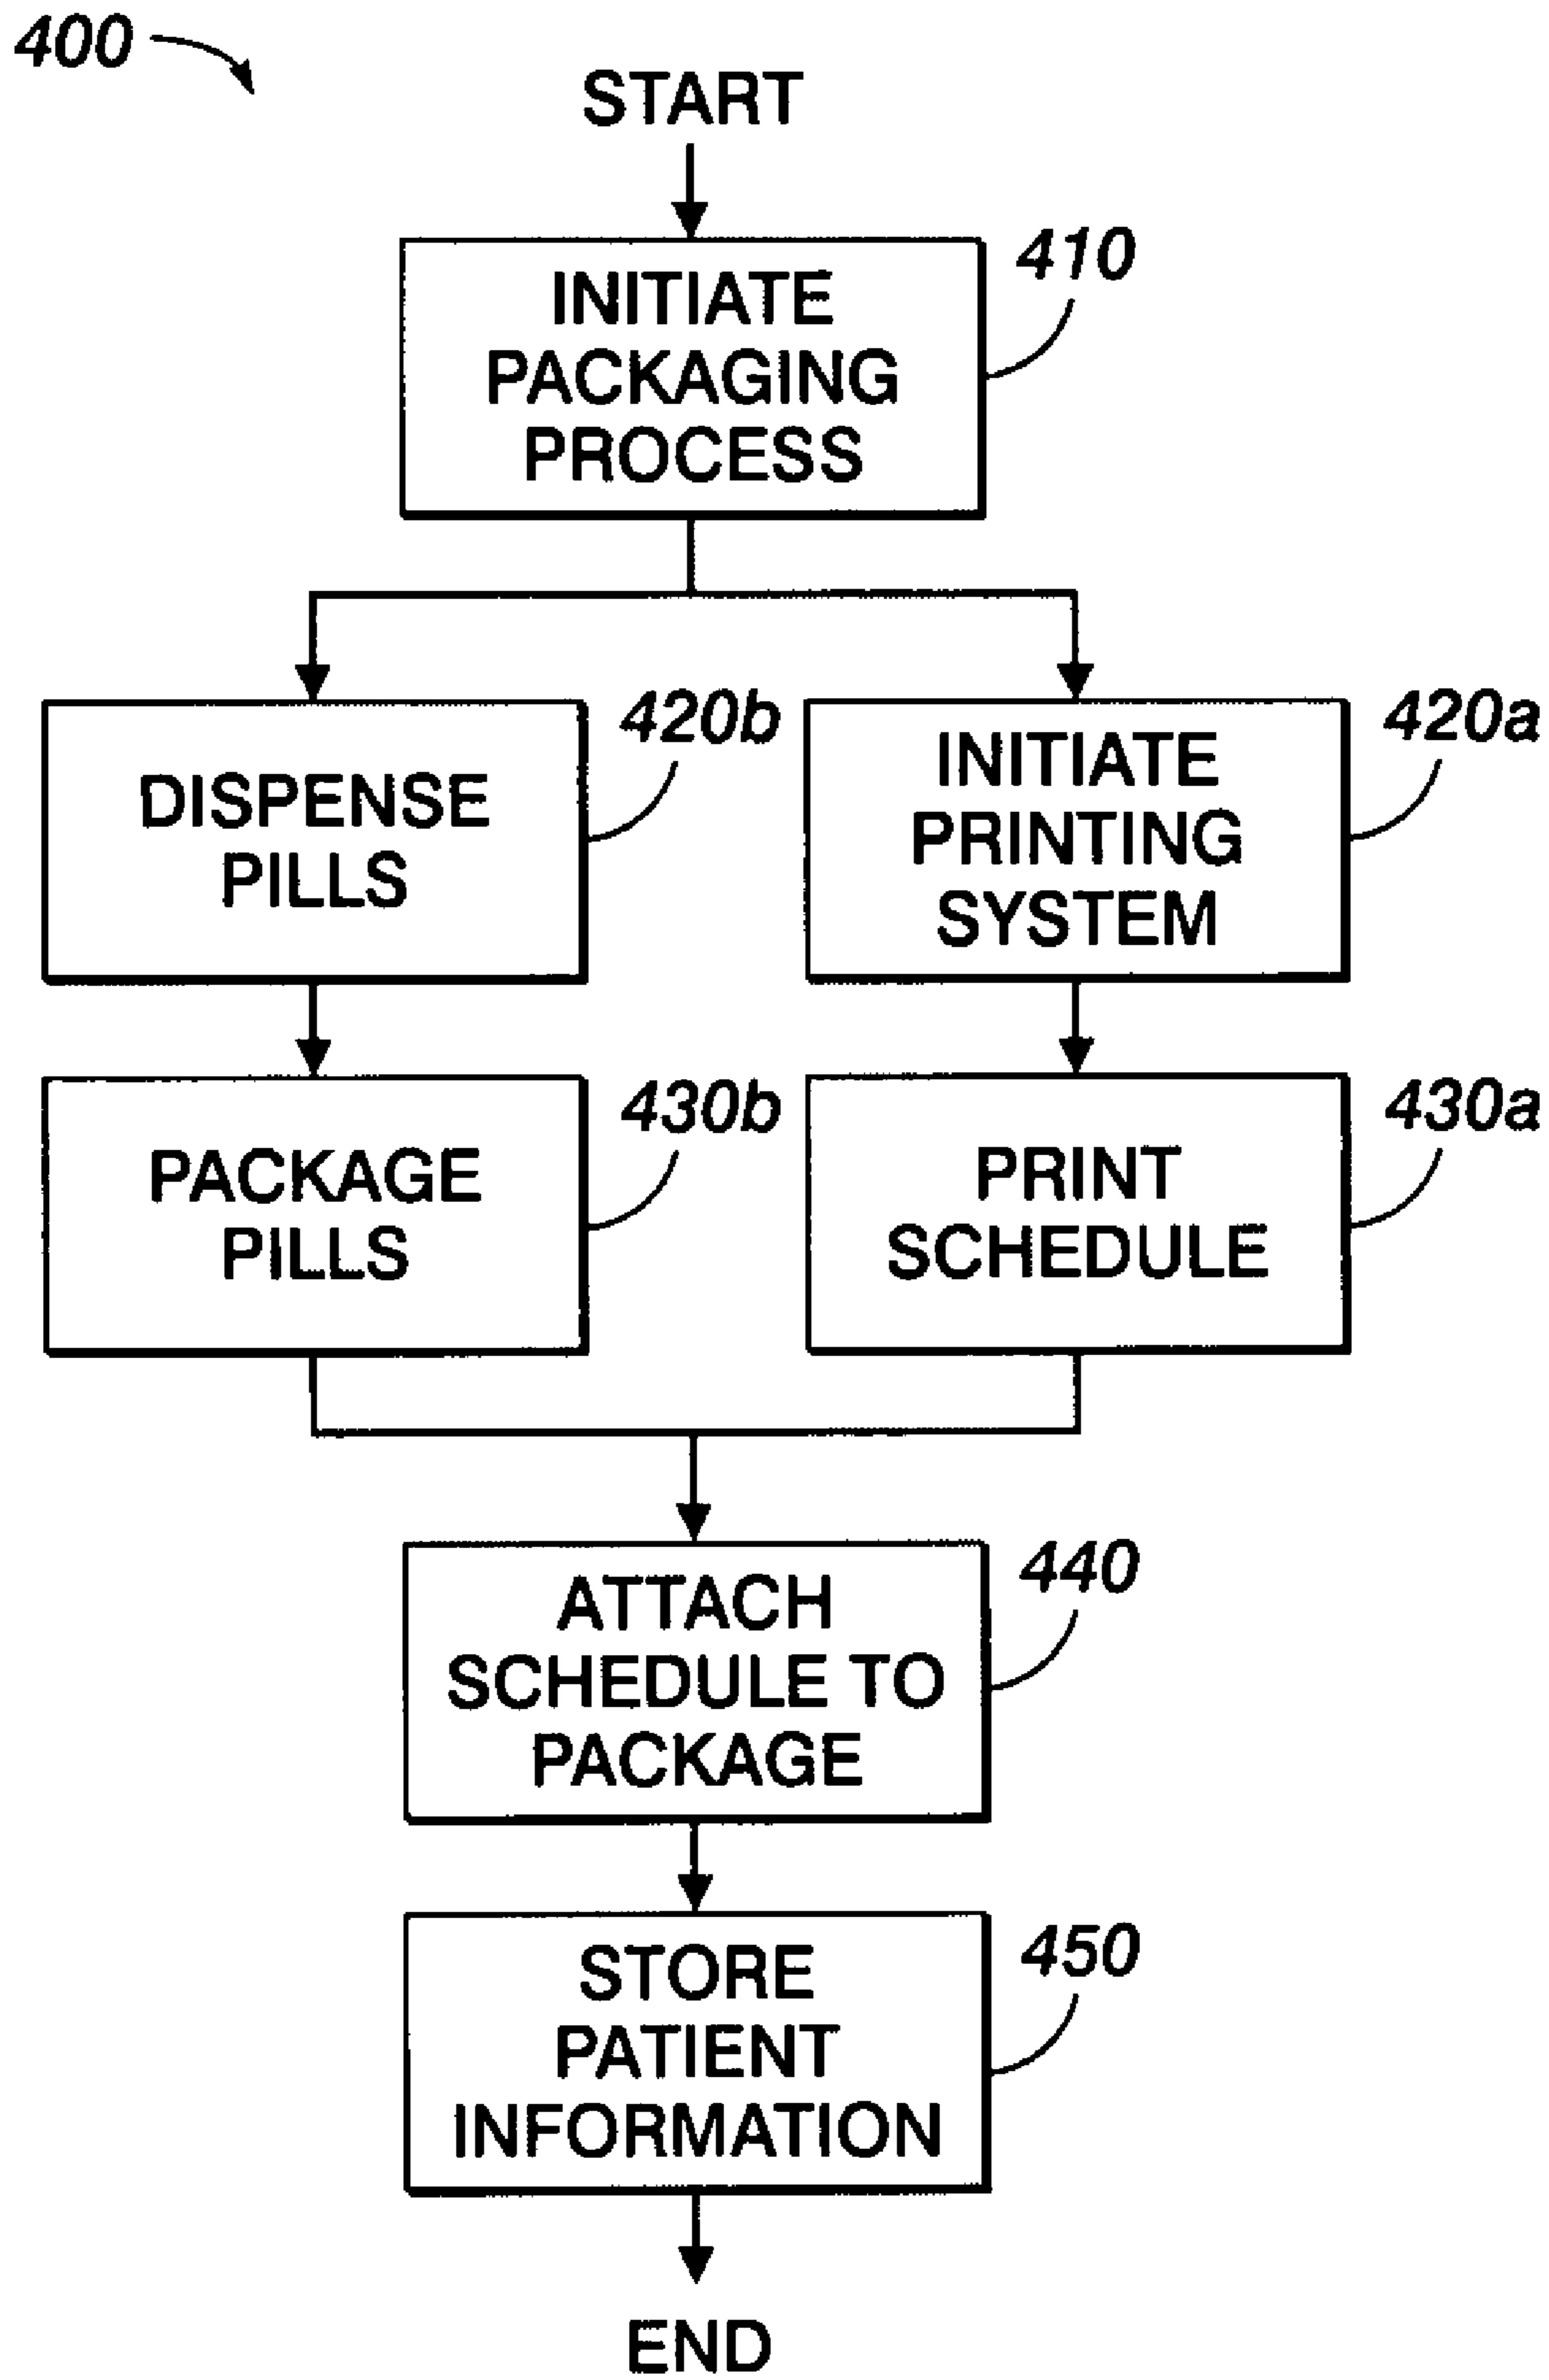 400
START
INITIATE
PACKAGING
PROCESS
410
DISPENSE
PILLS
420b
INITIATE
PRINTING
SYSTEM
420a
PACKAGE
PILLS
430b
PRINT
SCHEDULE
430a
ATTACH
SCHEDULE TO
PACKAGE
440
STORE
PATIENT
INFORMATION
450
END